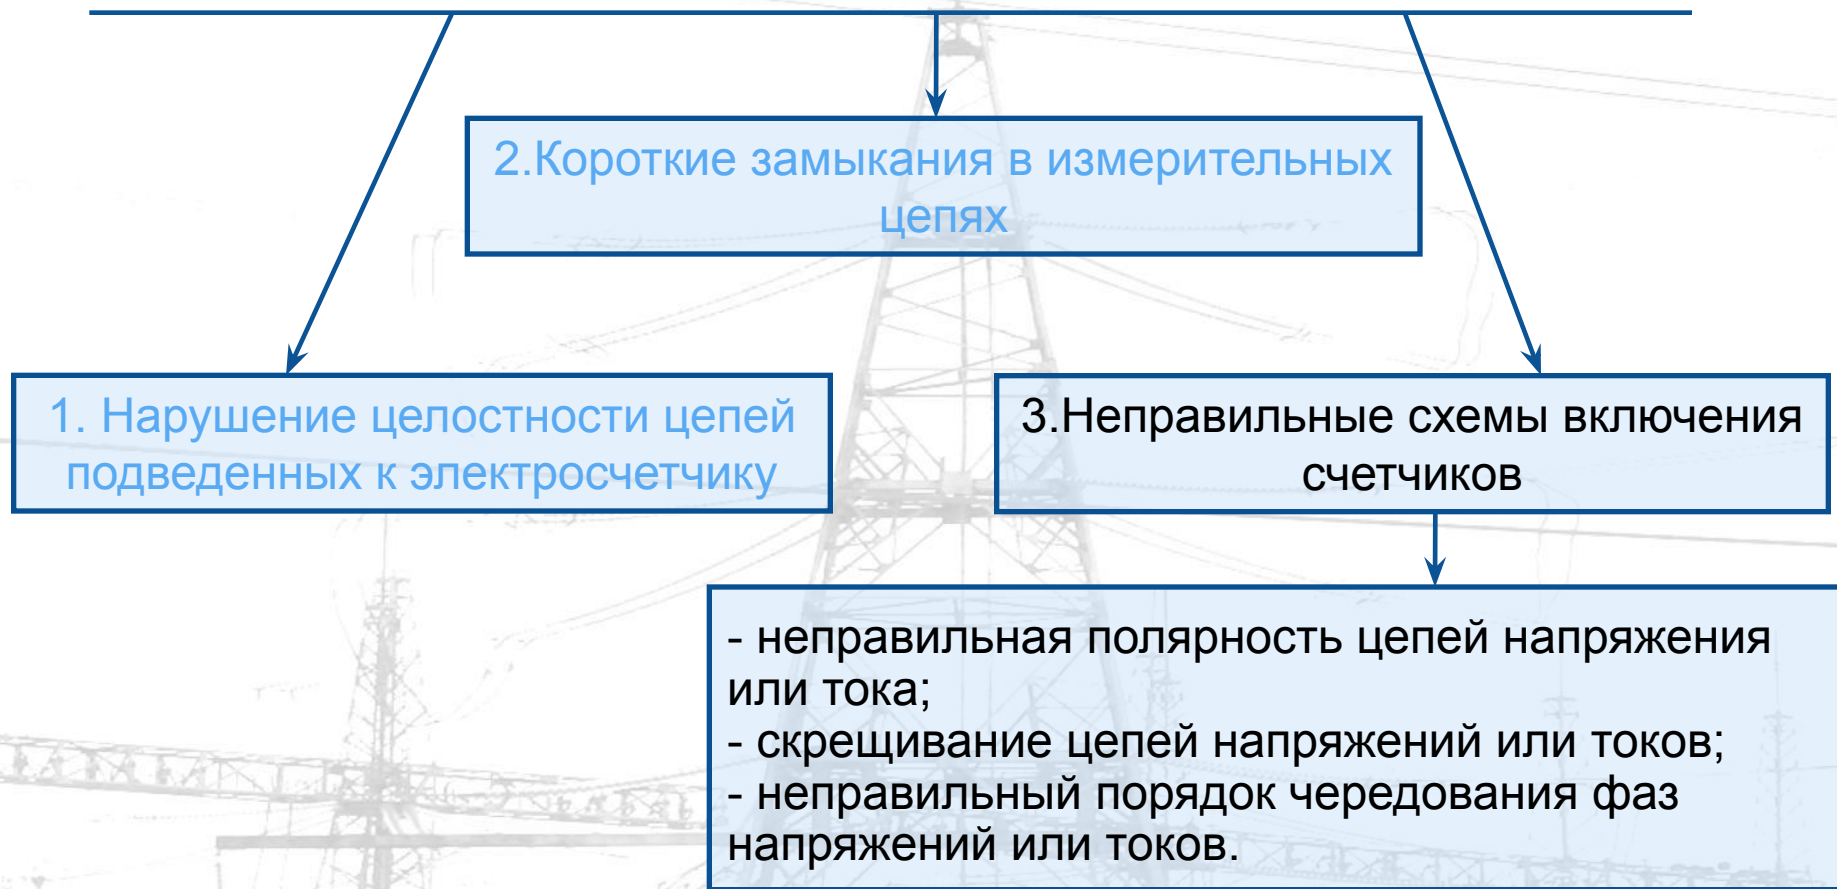 2.Короткие замыкания в измерительных
цепях
1. Нарушение целостности цепей
подведенных к электросчетчику
3.Неправильные схемы включения
счетчиков
- неправильная полярность цепей напряжения
или тока;
- скрещивание цепей напряжений или токов;
- неправильный порядок чередования фаз
напряжений или токов.